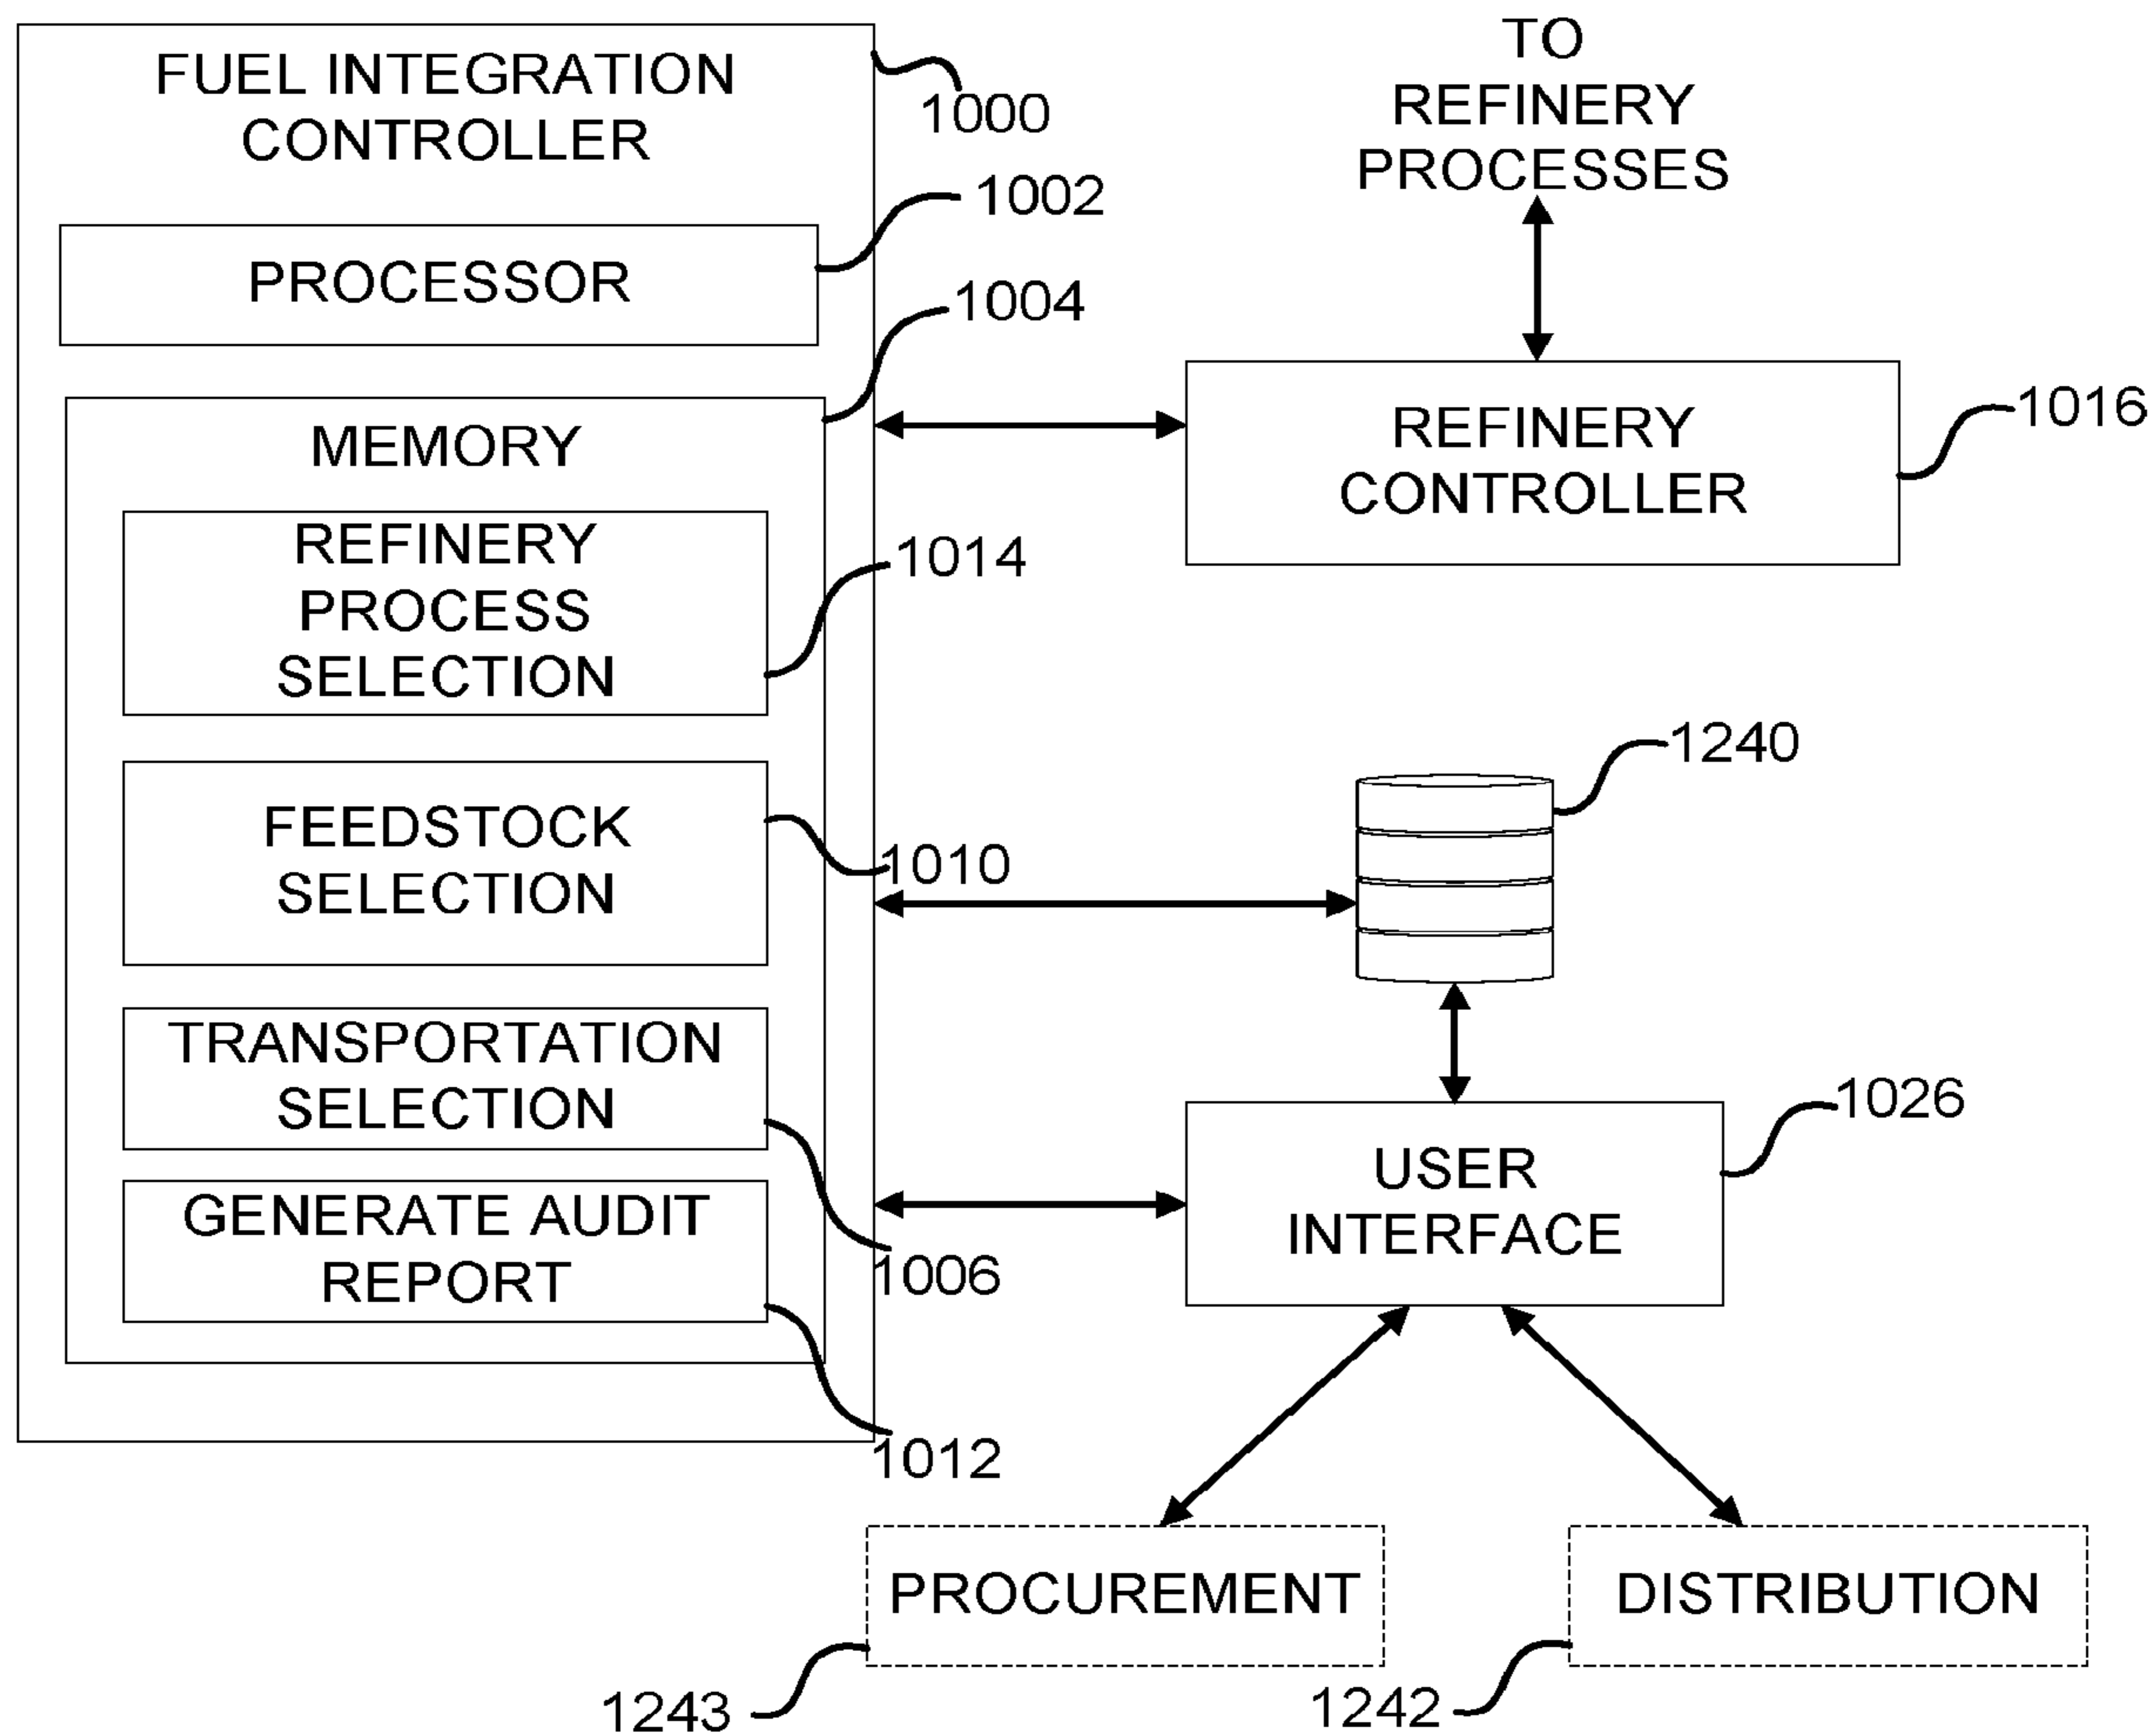 FUEL INTEGRATION
CONTROLLER
1000
1002
PROCESSOR
1004
MEMORY
REFINERY
PROCESS
SELECTION
1014
FEEDSTOCK
SELECTION
1010
TRANSPORTATION
SELECTION
1006
GENERATE AUDIT
REPORT
1012
TO
REFINERY
PROCESSES
REFINERY
CONTROLLER
1016
1240
USER
INTERFACE
1026
PROCUREMENT
1243
DISTRIBUTION
1242